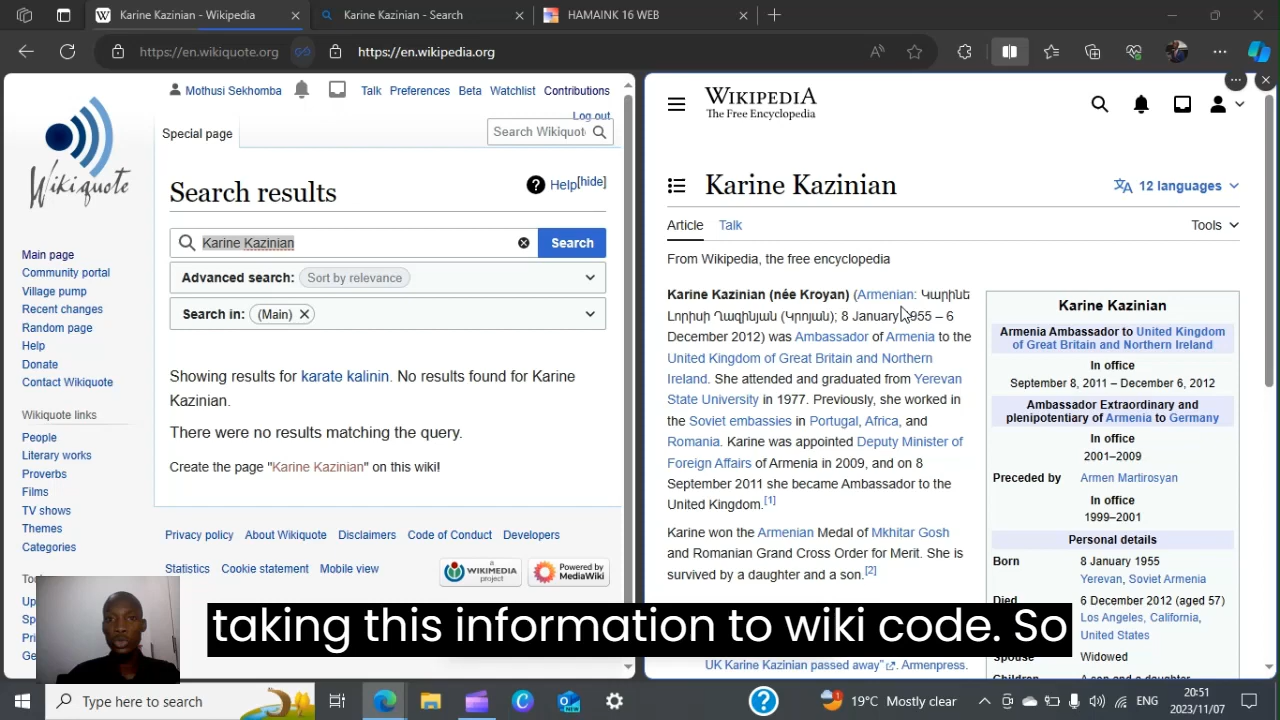 Karine Kazinian - Wikipedia
Karine Kazinian - Search
HAMAINK 16 WEB
https://en.wikiquote.org
https://en.wikipedia.org
Mothusi Sekhomba
Talk Preferences Beta Watchlist Contributions
Log out
Special page
Search Wikiquot
Wikiquote
Search results
Help[hide]
Karine Kazinian
Search
Advanced search: Sort by relevance
Search in: (Main)
Showing results for karate kalinin. No results found for Karine
Kazinian.
There were no results matching the query.
Create the page "Karine Kazinian" on this wiki!
Main page
Community portal
Village pump
Recent changes
Random page
Help
Donate
Contact Wikiquote
Wikiquote links
People
Literary works
Proverbs
Films
TV shows
Themes
Categories
Privacy policy About Wikiquote Disclaimers Code of Conduct Developers
Statistics Cookie statement Mobile view
a WIKIMEDIA project
Powered by MediaWiki
WIKIPEDIA
The Free Encyclopedia
Karine Kazinian
12 languages
Article Talk
Tools
From Wikipedia, the free encyclopedia
Karine Kazinian (née Kroyan) (Armenian: Կարինե
Լորիսի Ղազինյան (Կրոյան); 8 January 1955 – 6
December 2012) was Ambassador of Armenia to the
United Kingdom of Great Britain and Northern
Ireland. She attended and graduated from Yerevan
State University in 1977. Previously, she worked in
the Soviet embassies in Portugal, Africa, and
Romania. Karine was appointed Deputy Minister of
Foreign Affairs of Armenia in 2009, and on 8
September 2011 she became Ambassador to the
United Kingdom.[1]
Karine won the Armenian Medal of Mkhitar Gosh
and Romanian Grand Cross Order for Merit. She is
survived by a daughter and a son.[2]
UK Karine Kazinian passed away". Armenpress.
Karine Kazinian
Armenia Ambassador to United Kingdom
of Great Britain and Northern Ireland
In office
September 8, 2011 – December 6, 2012
Ambassador Extraordinary and
plenipotentiary of Armenia to Germany
In office
2001–2009
Preceded by Armen Martirosyan
In office
1999–2001
Personal details
Born 8 January 1955
Yerevan, Soviet Armenia
Died 6 December 2012 (aged 57)
Los Angeles, California,
United States
Spouse Widowed
Children A son and a daughter
taking this information to wiki code. So
Type here to search
19°C Mostly clear
ENG
20:51
2023/11/07